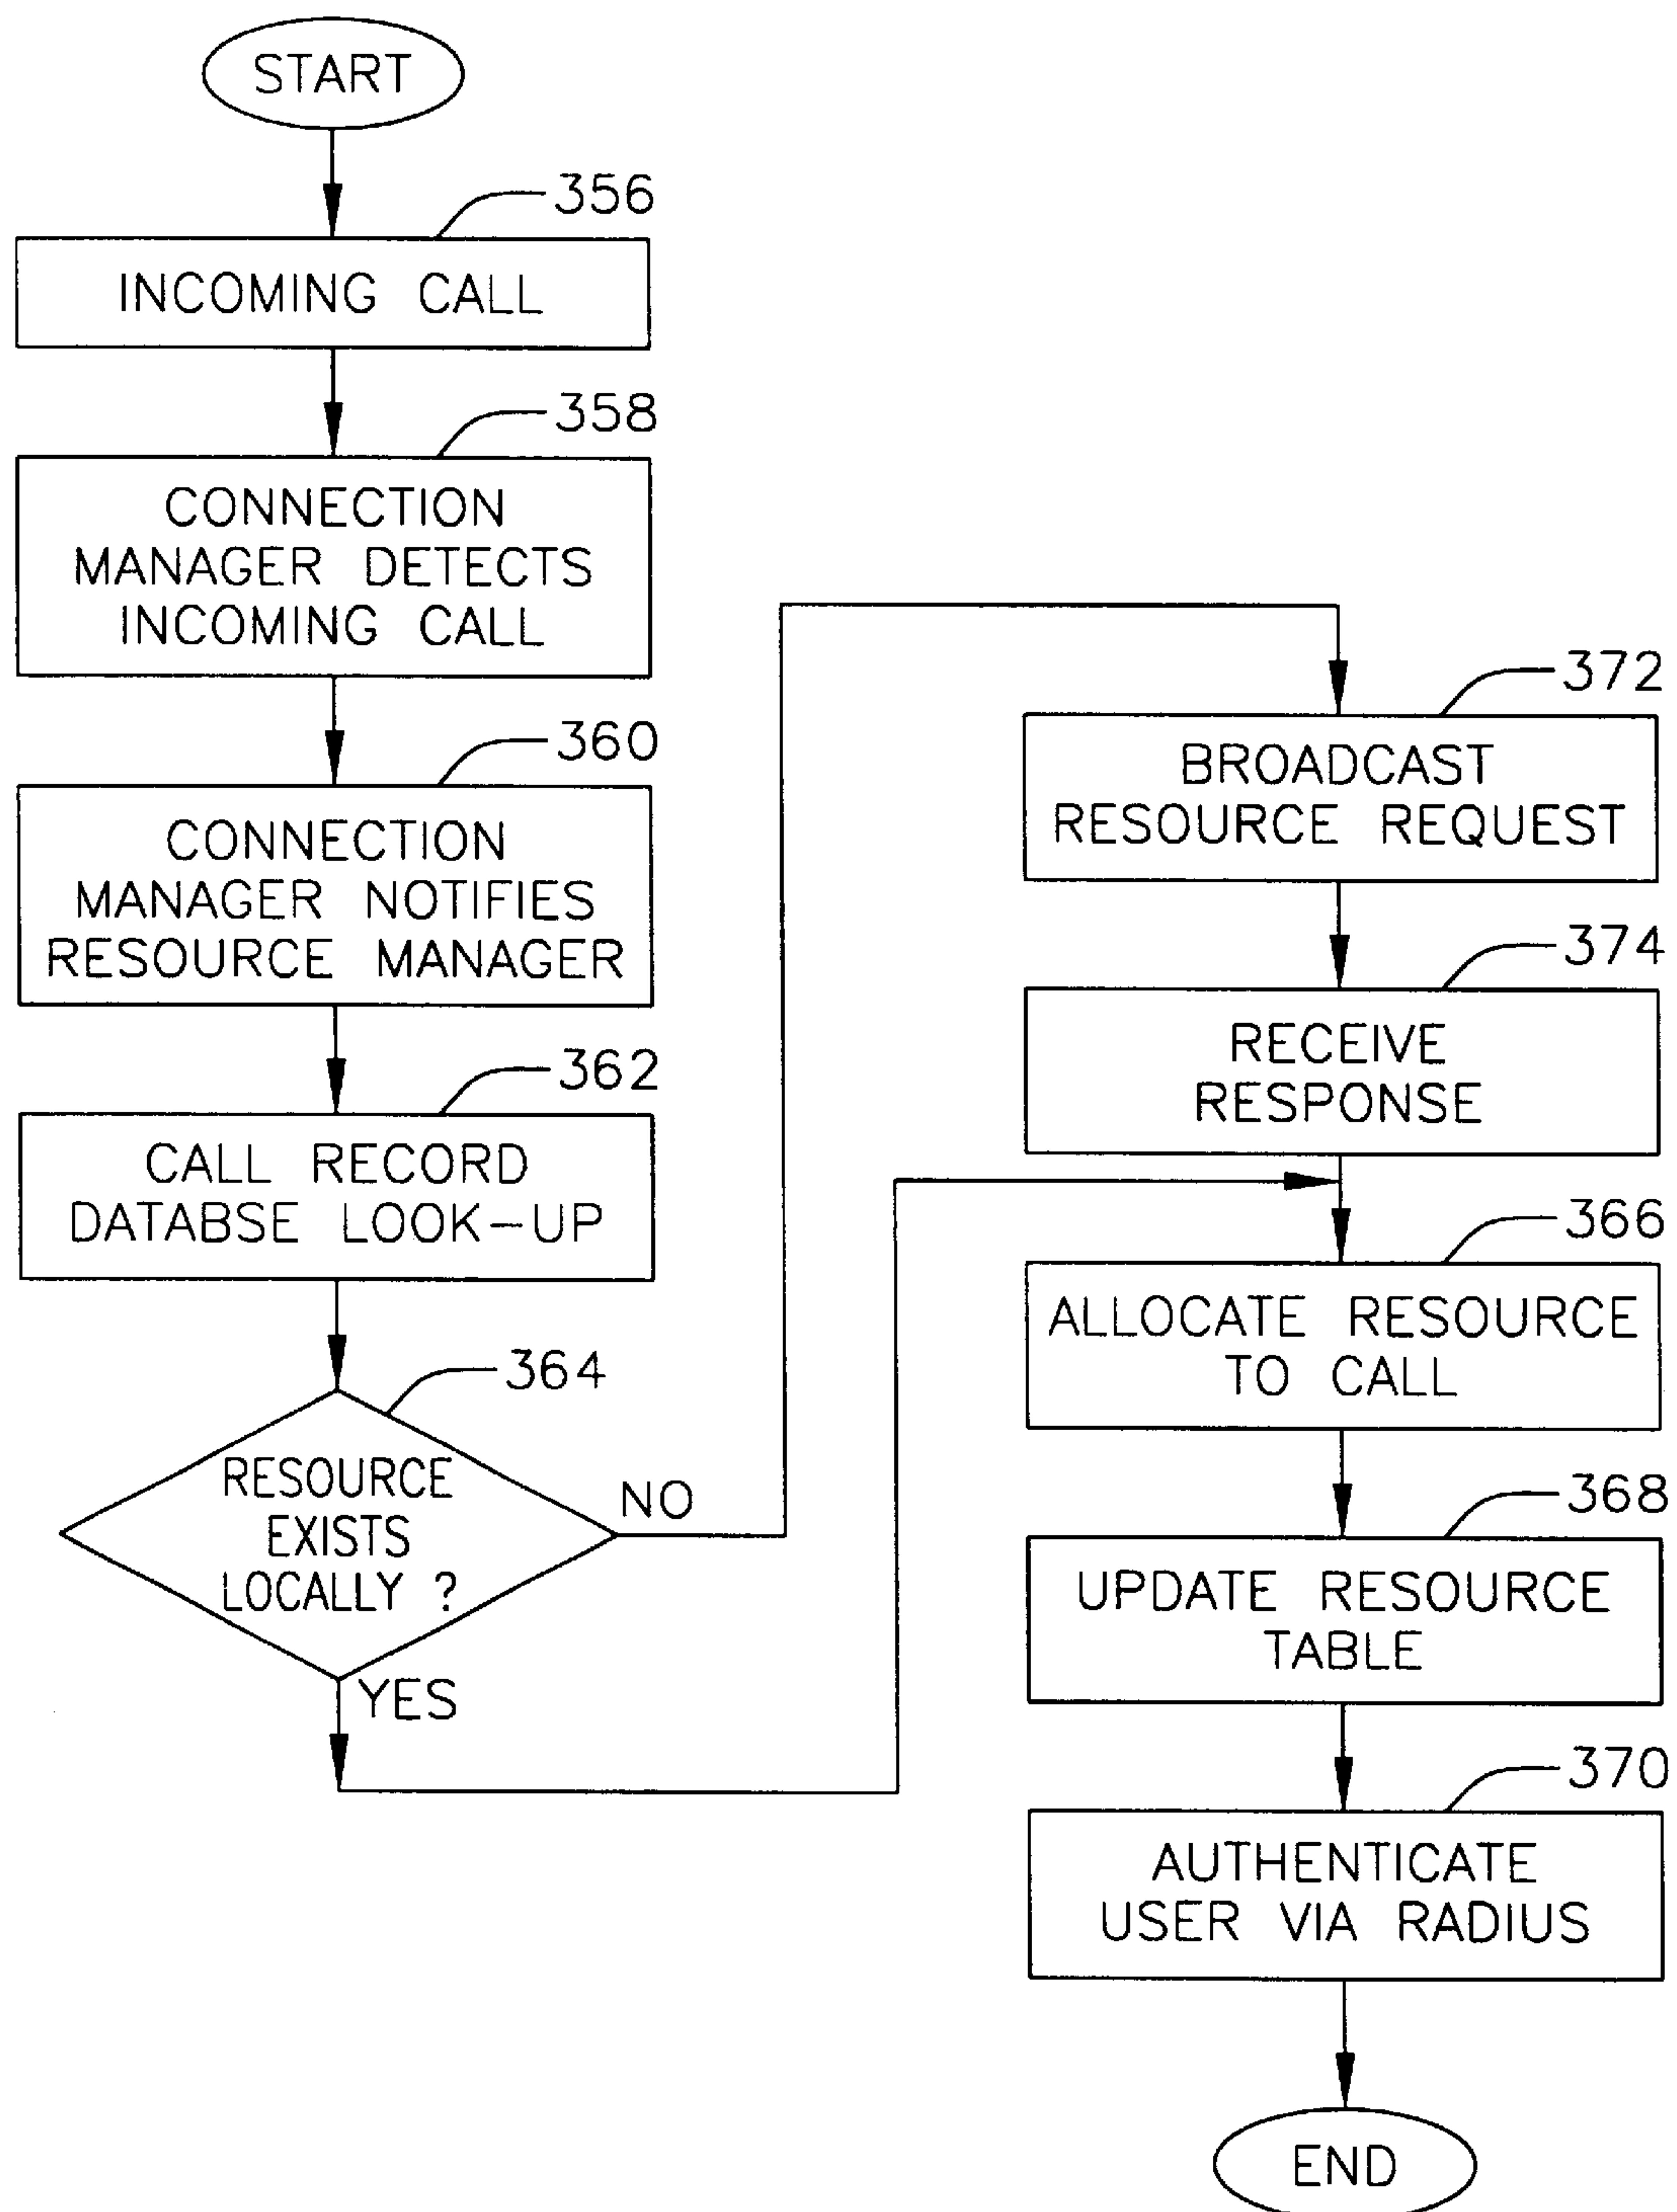 START
356
INCOMING CALL
358
CONNECTION
MANAGER DETECTS
INCOMING CALL
360
CONNECTION
MANAGER NOTIFIES
RESOURCE MANAGER
362
CALL RECORD
DATABSE LOOK-UP
364
RESOURCE
EXISTS
LOCALLY ?
NO
YES
372
BROADCAST
RESOURCE REQUEST
374
RECEIVE
RESPONSE
366
ALLOCATE RESOURCE
TO CALL
368
UPDATE RESOURCE
TABLE
370
AUTHENTICATE
USER VIA RADIUS
END